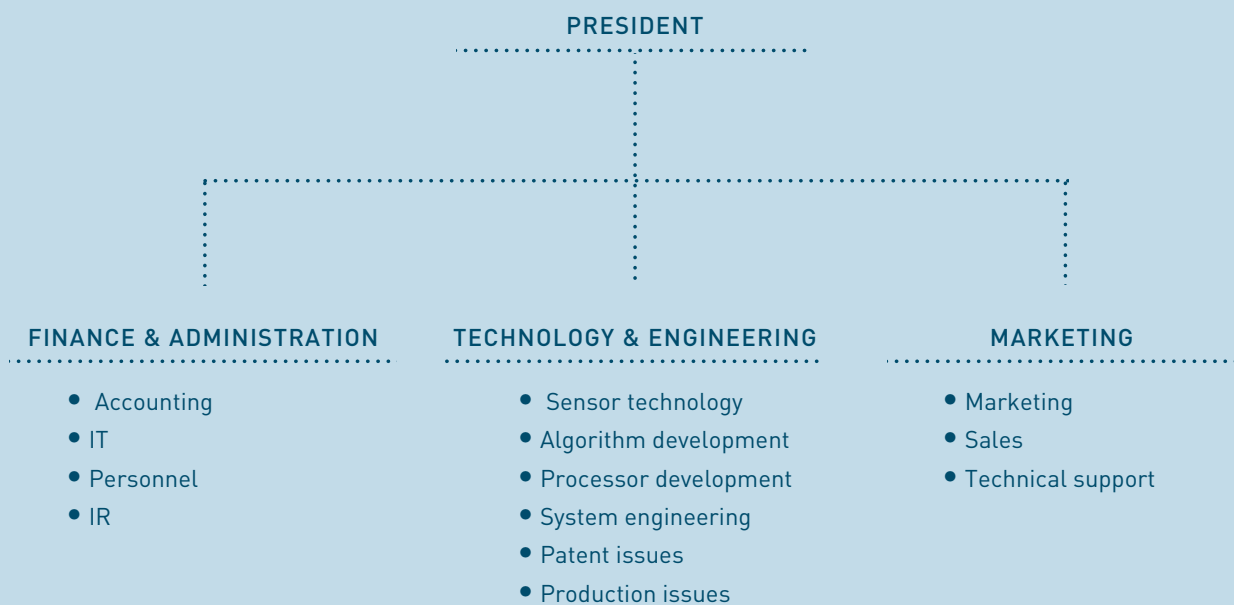 PRESIDENT
FINANCE & ADMINISTRATION
• Accounting
• IT
• Personnel
• IR
TECHNOLOGY & ENGINEERING
• Sensor technology
• Algorithm development
• Processor development
• System engineering
• Patent issues
• Production issues
MARKETING
• Marketing
• Sales
• Technical support